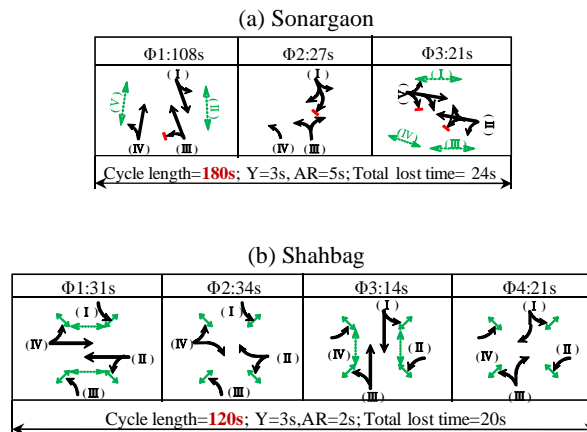 (a) Sonargaon
Φ1:108s Φ2:27s Φ3:21s
(Ⅰ) (Ⅰ) (Ⅰ)
(Ⅴ) (Ⅱ) (Ⅴ) (Ⅱ)
(Ⅳ) (Ⅲ) (Ⅳ) (Ⅲ) (Ⅳ) (Ⅲ)
Cycle length=180s; Y=3s, AR=5s; Total lost time= 24s
(b) Shahbag
Φ1:31s Φ2:34s Φ3:14s Φ4:21s
(Ⅰ) (Ⅰ) (Ⅰ) (Ⅰ)
(Ⅳ) (Ⅱ) (Ⅳ) (Ⅱ) (Ⅳ) (Ⅱ) (Ⅳ) (Ⅱ)
(Ⅲ) (Ⅲ) (Ⅲ) (Ⅲ)
Cycle length=120s; Y=3s,AR=2s; Total lost time=20s